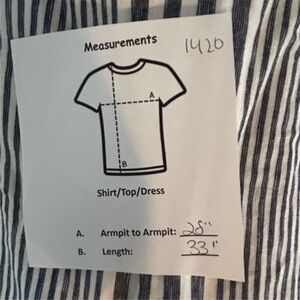 Measurements 1420
A
B
Shirt/Top/Dress
A. Armpit to Armpit: 28"
B. Length: 33"